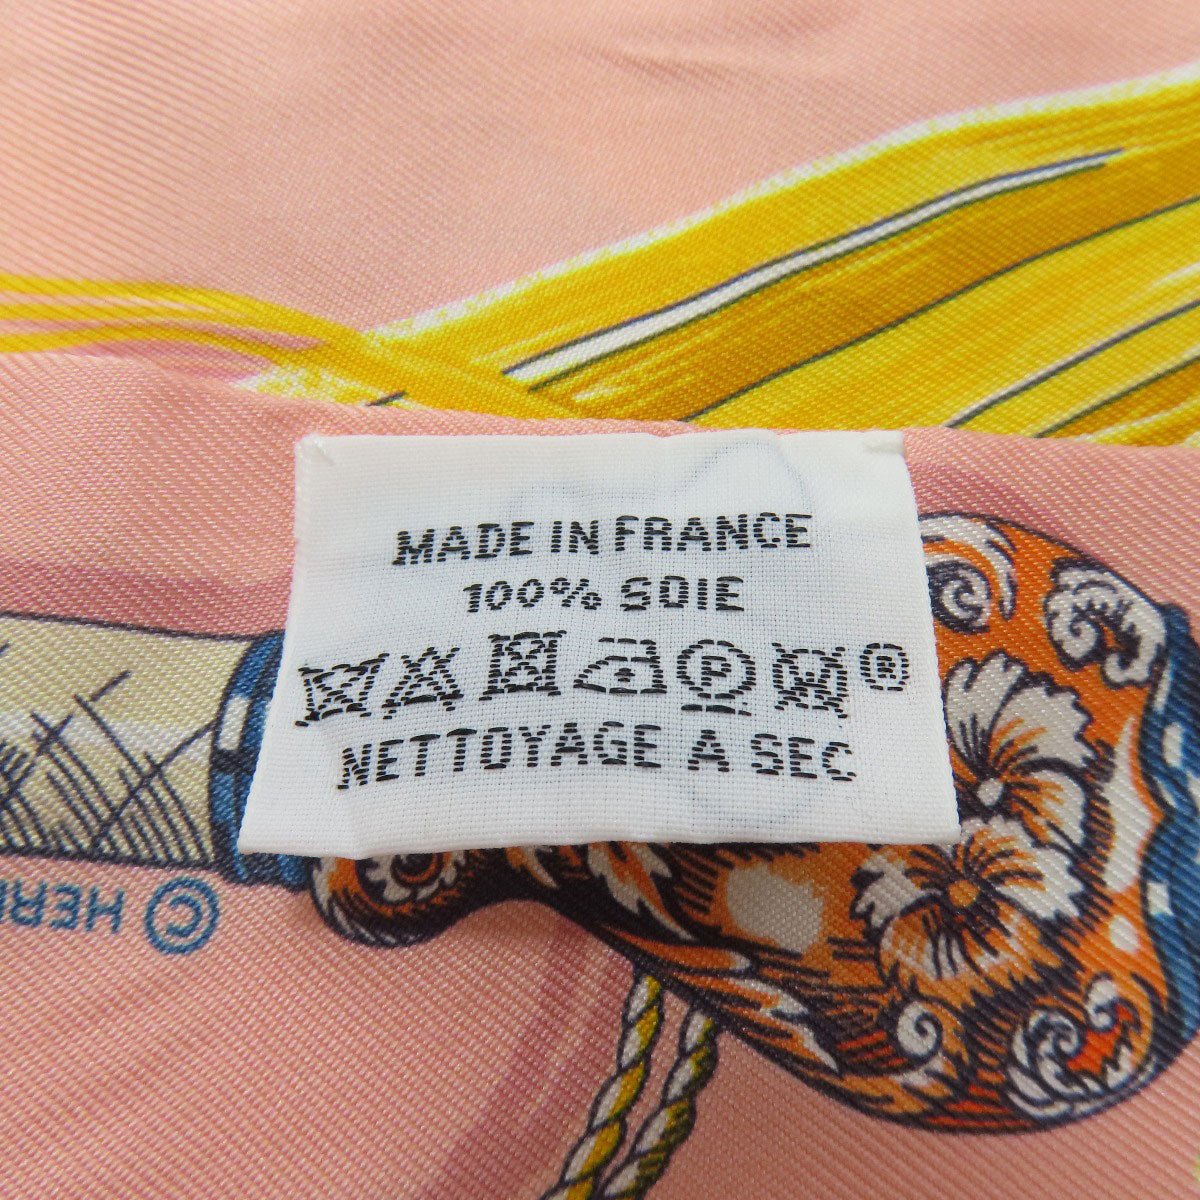 MADE IN FRANCE
100% SOIE
P ®
NETTOYAGE A SEC
© HER